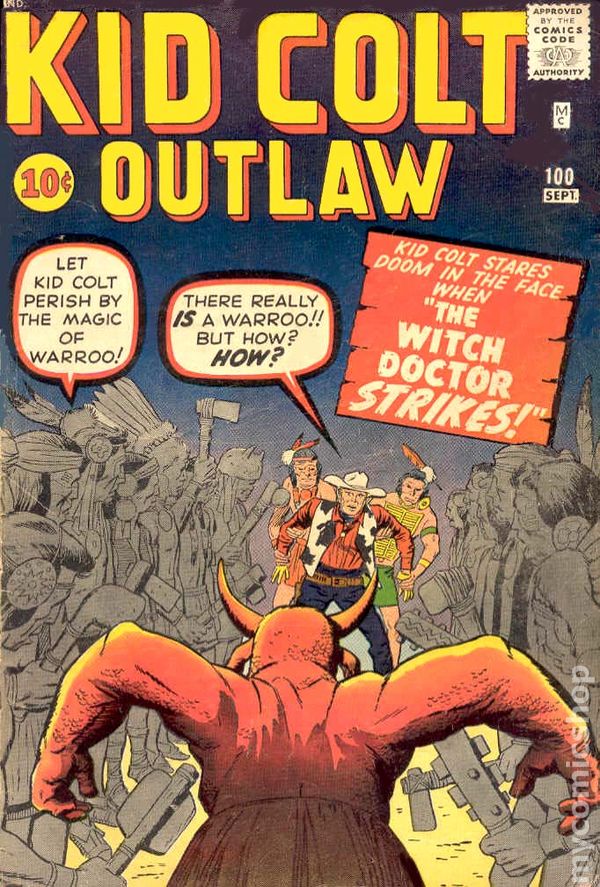 IND.
KID COLT
OUTLAW
APPROVED
BY THE
COMICS
CODE
CA
AUTHORITY
M
C
10¢
100
SEPT.
LET
KID COLT
PERISH BY
THE MAGIC
OF
WARROO!
THERE REALLY
IS A WARROO!!
BUT HOW?
HOW?
KID COLT STARES
DOOM IN THE FACE
WHEN
"THE
WITCH
DOCTOR
STRIKES!"
mycomicshop